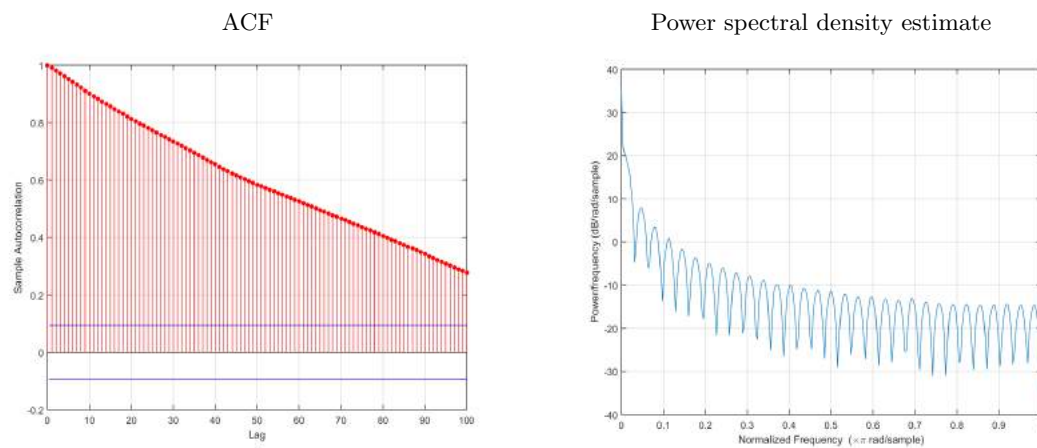 ACF
Power spectral density estimate
Sample Autocorrelation
1
0.8
0.6
0.4
0.2
0
-0.2
0 10 20 30 40 50 60 70 80 90 100
Lag
Power/frequency (dB/rad/sample)
40
30
20
10
0
-10
-20
-30
-40
0 0.1 0.2 0.3 0.4 0.5 0.6 0.7 0.8 0.9
Normalized Frequency (×π rad/sample)